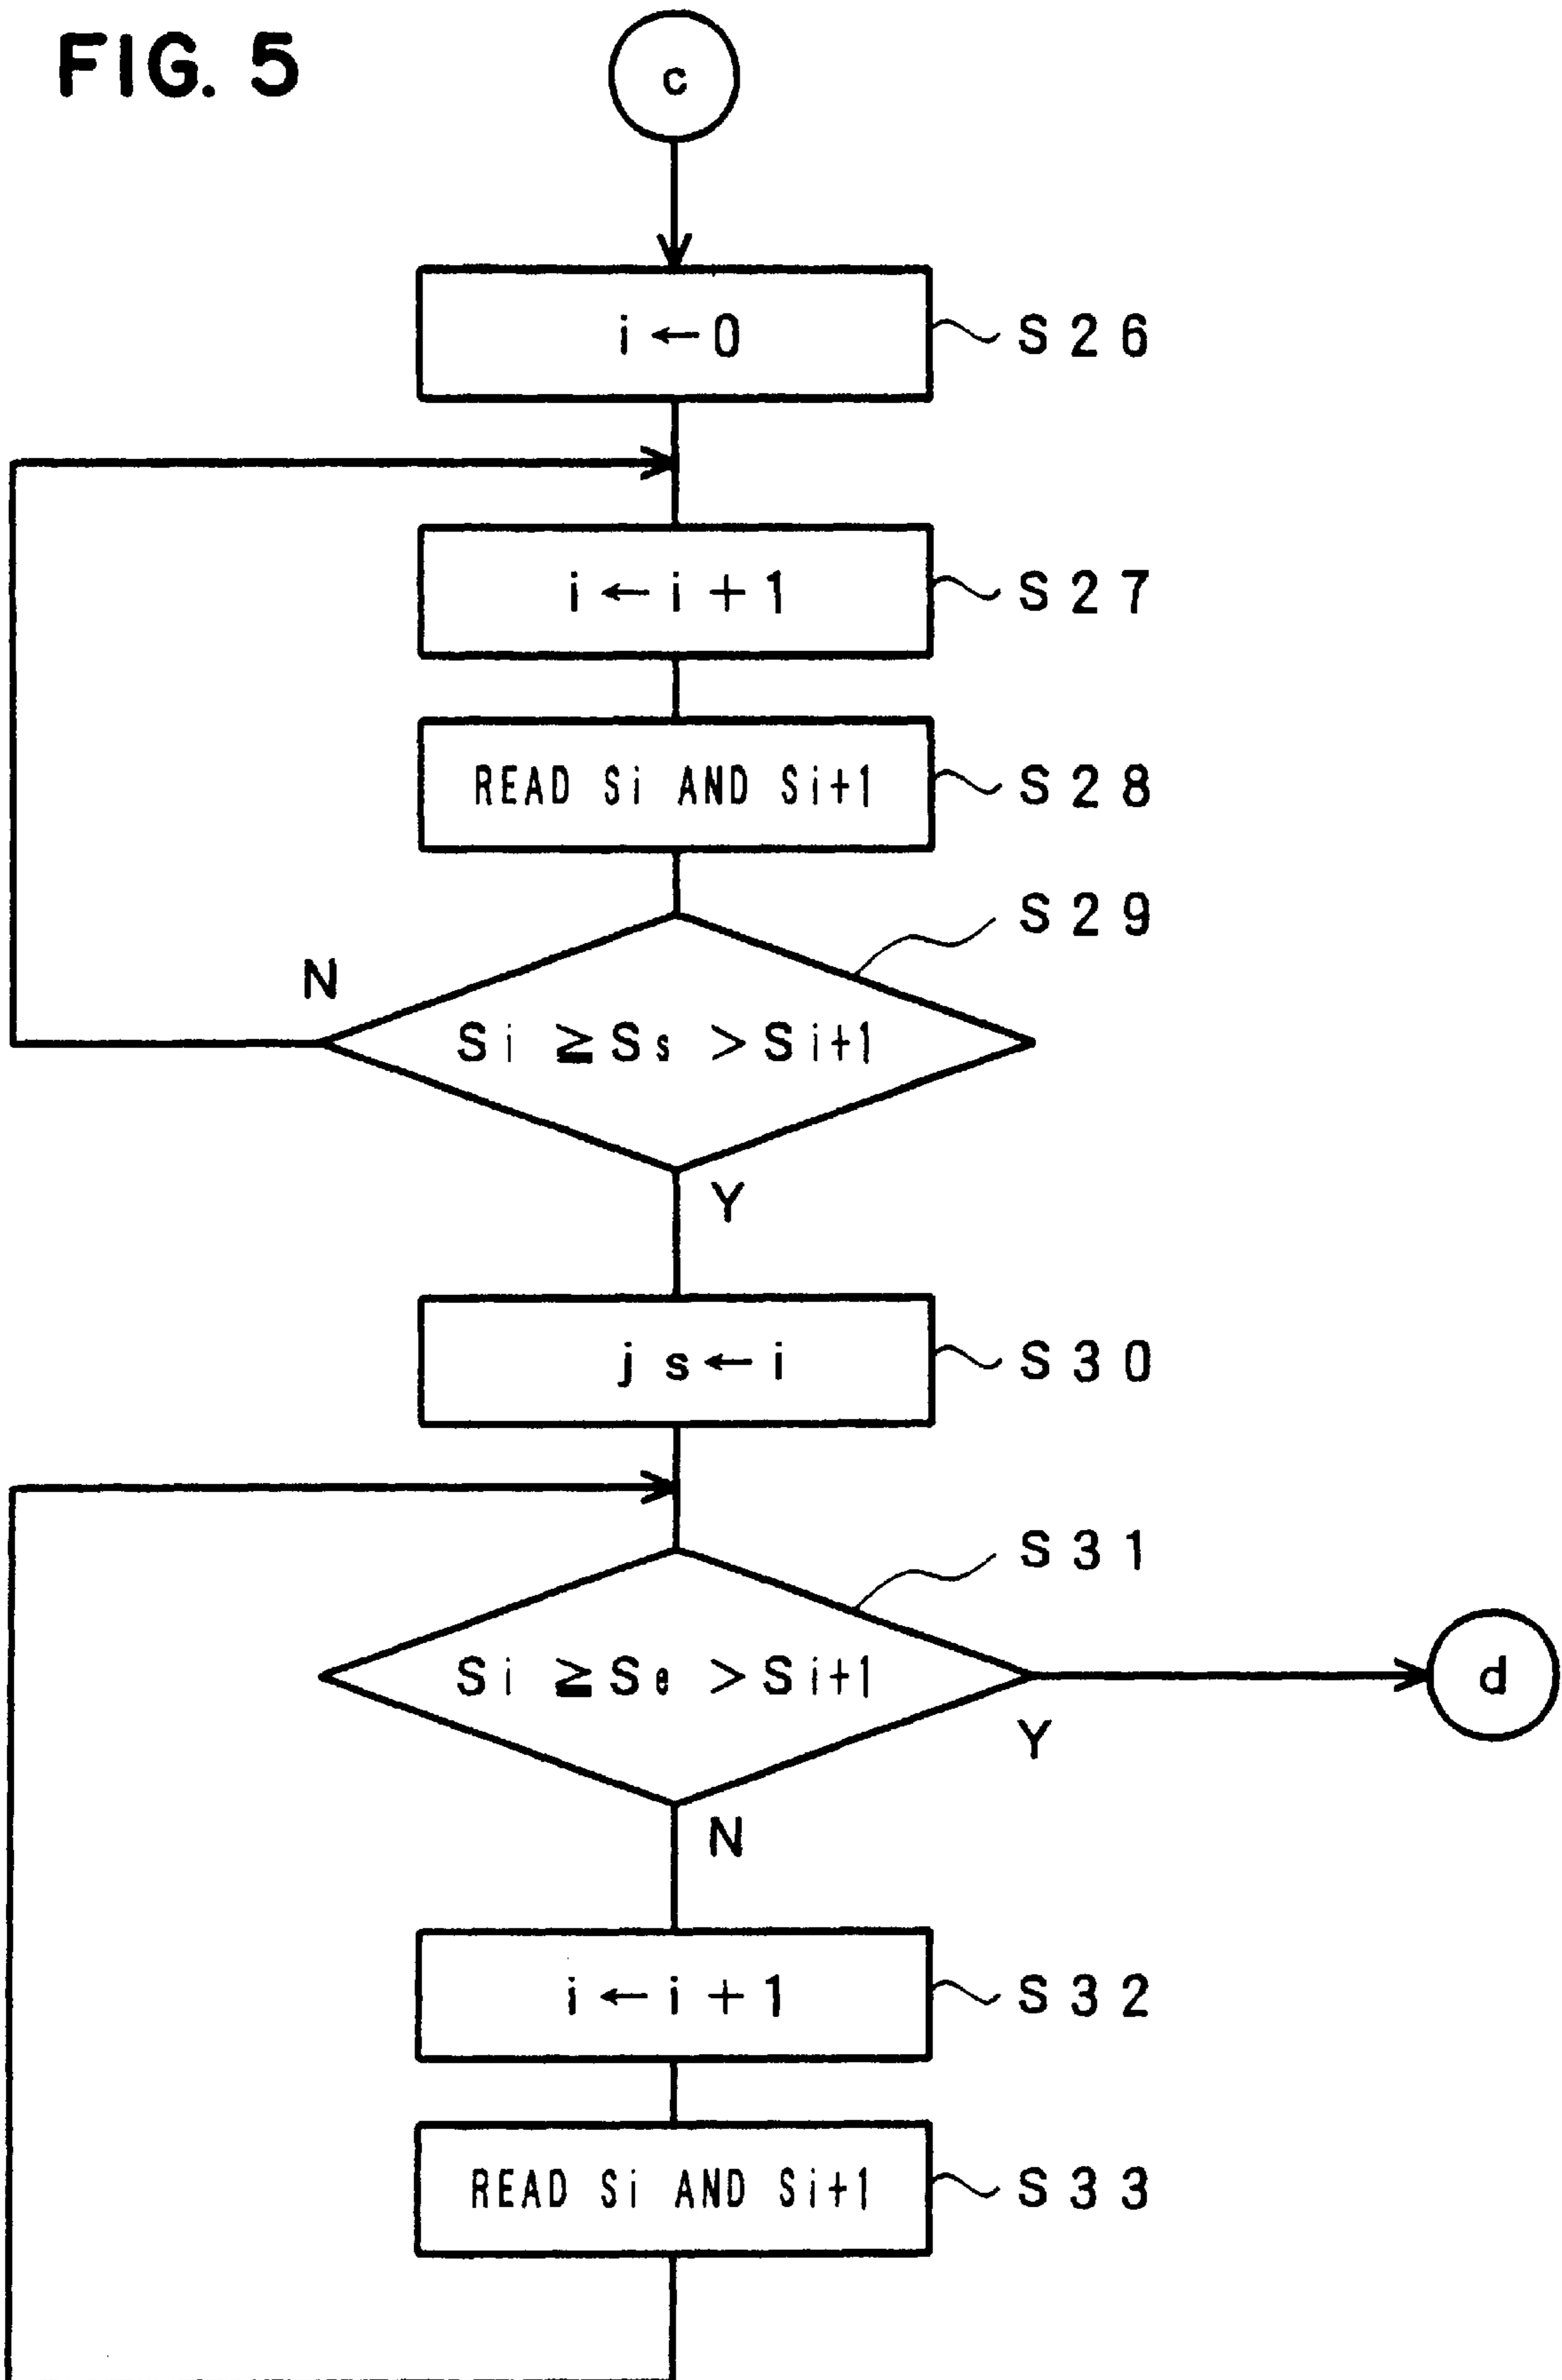 FIG. 5
c
i ← 0
S26
i ← i + 1
S27
READ Si AND Si+1
S28
S29
N
Si ≧ Ss > Si+1
Y
js ← i
S30
S31
Si ≧ Se > Si+1
d
Y
N
i ← i + 1
S32
READ Si AND Si+1
S33